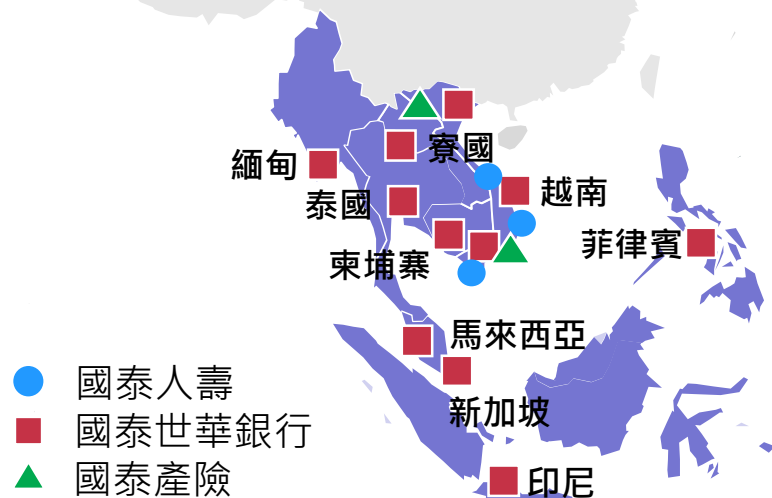 寮國
緬甸
越南
泰國
菲律賓
柬埔寨
馬來西亞
國泰人壽
新加坡
國泰世華銀行
國泰產險
印尼